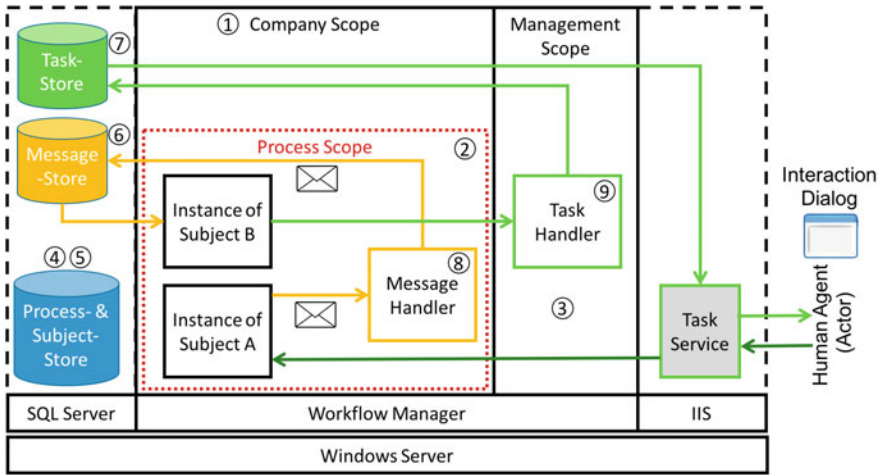 ⑦
Task-
Store
① Company Scope
Management
Scope
⑥
Message
-Store
Process Scope ②
Instance of
Subject B
⑨
Task
Handler
Interaction
Dialog
④⑤
Process- &
Subject-
Store
⑧
Message
Handler
Instance of
Subject A
③
Task
Service
Human Agent
(Actor)
SQL Server
Workflow Manager
IIS
Windows Server